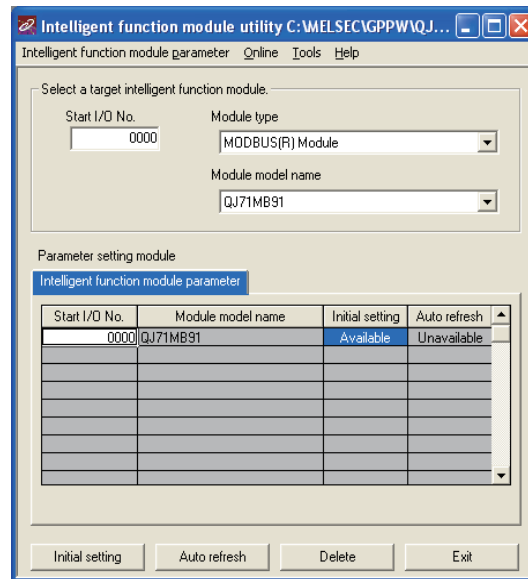 Intelligent function module utility C:\MELSEC\GPPW\QJ...
Intelligent function module parameter Online Tools Help
Select a target intelligent function module.
Start I/O No. Module type
0000 MODBUS(R) Module
Module model name
QJ71MB91
Parameter setting module
Intelligent function module parameter
Start I/O No. Module model name Initial setting Auto refresh
0000 QJ71MB91 Available Unavailable
Initial setting Auto refresh Delete Exit